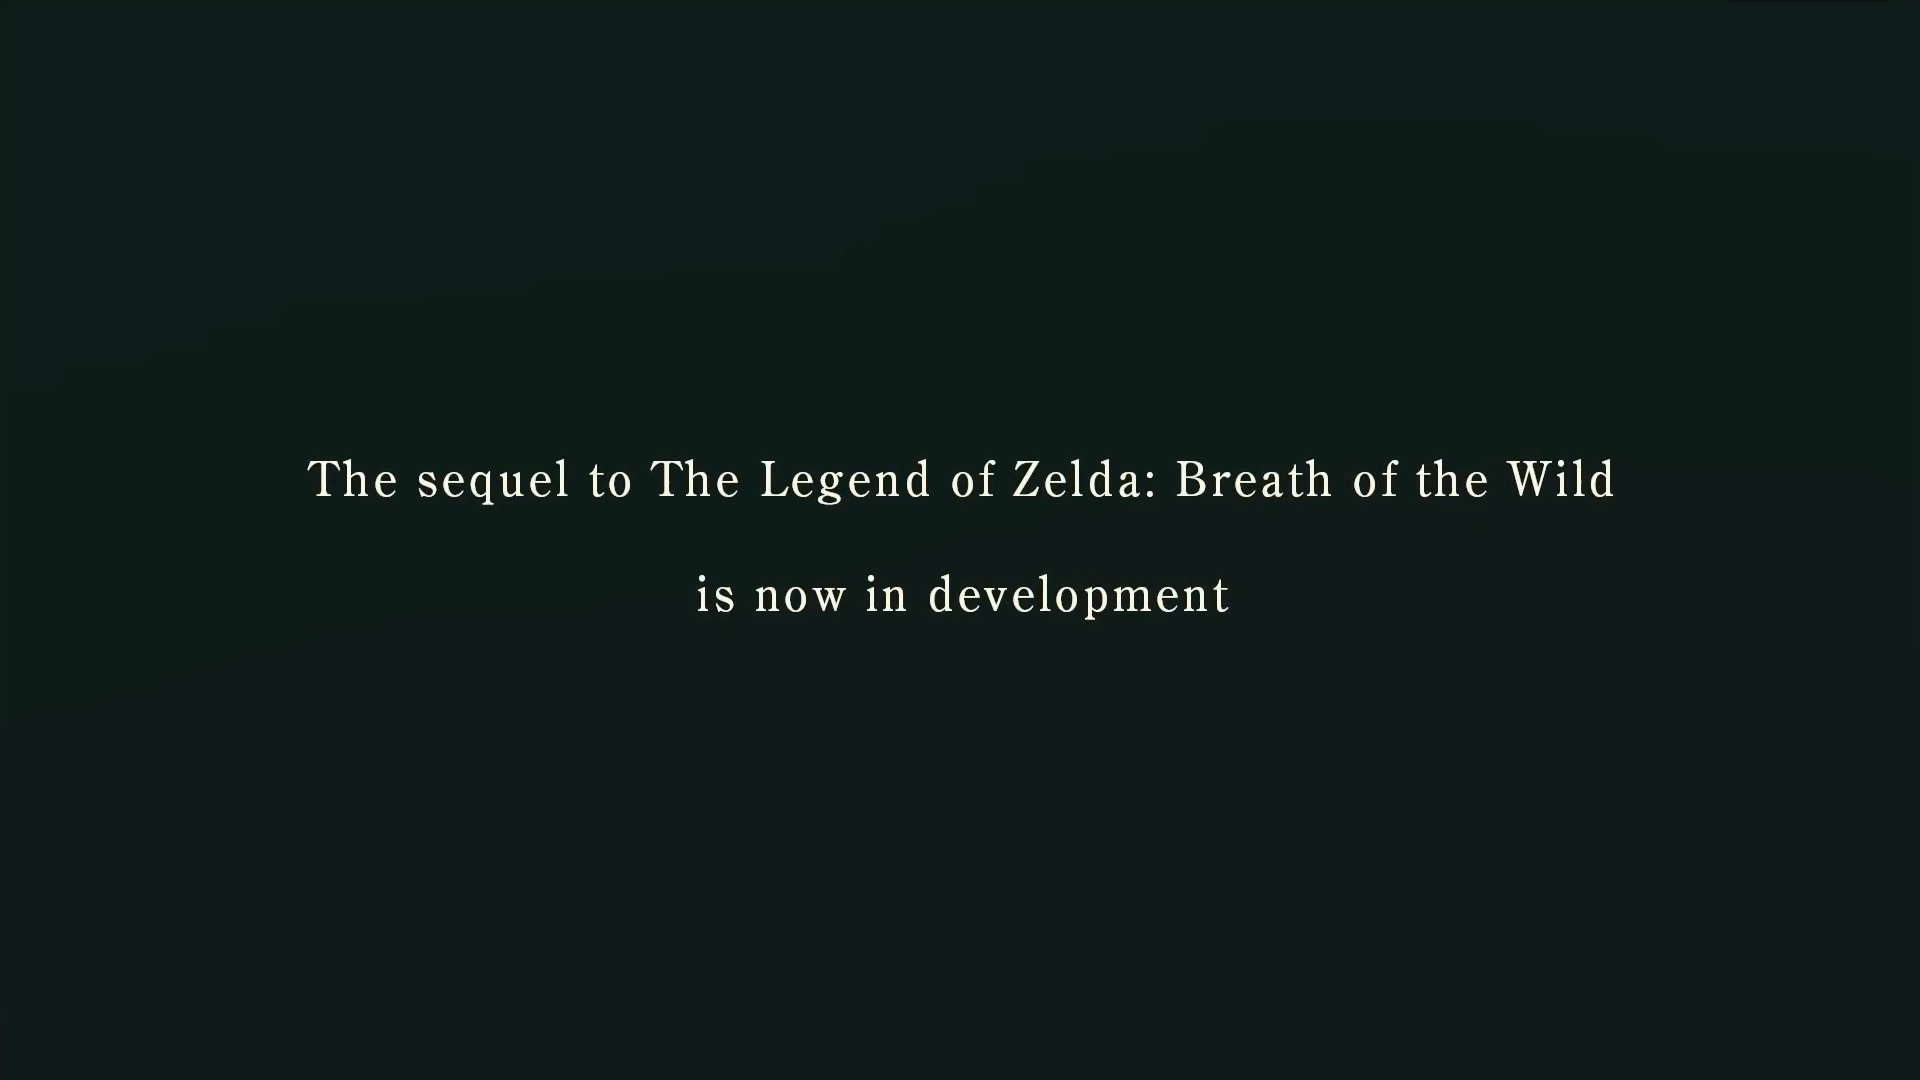 The sequel to The Legend of Zelda: Breath of the Wild
is now in development